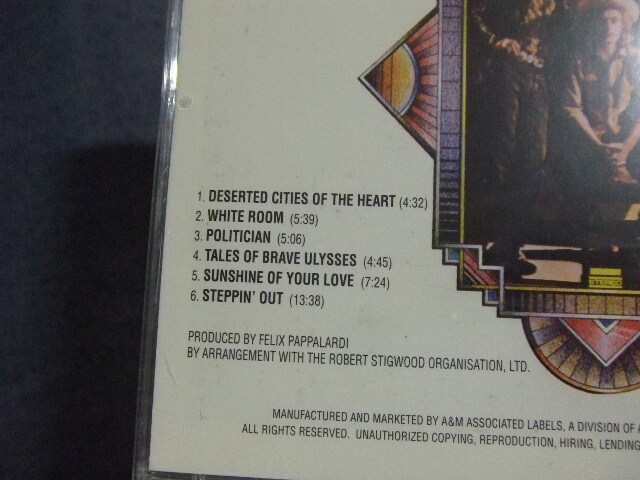 STEREO
1. DESERTED CITIES OF THE HEART (4:32)
2. WHITE ROOM (5:39)
3. POLITICIAN (5:06)
4. TALES OF BRAVE ULYSSES (4:45)
5. SUNSHINE OF YOUR LOVE (7:24)
6. STEPPIN' OUT (13:38)
PRODUCED BY FELIX PAPPALARDI
BY ARRANGEMENT WITH THE ROBERT STIGWOOD ORGANISATION, LTD.
MANUFACTURED AND MARKETED BY A&M ASSOCIATED LABELS, A DIVISION OF A
ALL RIGHTS RESERVED. UNAUTHORIZED COPYING, REPRODUCTION, HIRING, LENDING